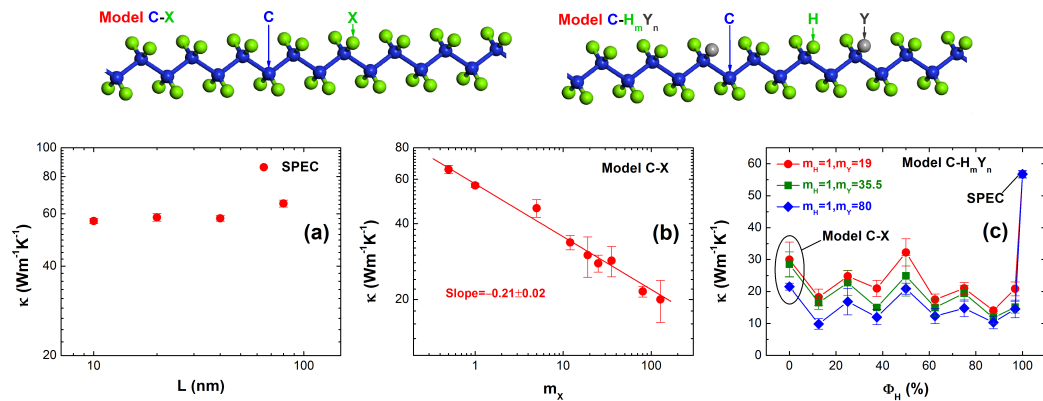 Model C-X
C
X
Model C-HmYn
C
H
Y
100
80
60
40
20
κ (Wm⁻¹K⁻¹)
SPEC
(a)
10
100
L (nm)
80
60
40
20
κ (Wm⁻¹K⁻¹)
Model C-X
(b)
Slope=−0.21±0.02
1
10
100
mX
60
50
40
30
20
10
0
κ (Wm⁻¹K⁻¹)
mH=1,mY=19
mH=1,mY=35.5
mH=1,mY=80
Model C-HmYn
SPEC
Model C-X
(c)
0
20
40
60
80
100
ΦH (%)